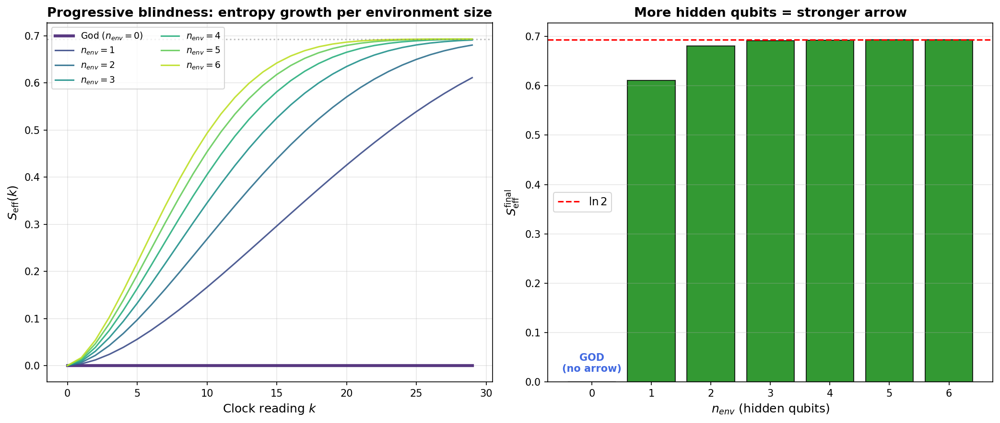 Progressive blindness: entropy growth per environment size
God (n_env = 0)
n_env = 1
n_env = 2
n_env = 3
n_env = 4
n_env = 5
n_env = 6
0.7
0.6
0.5
0.4
0.3
0.2
0.1
0.0
S_eff(k)
0 5 10 15 20 25 30
Clock reading k
More hidden qubits = stronger arrow
0.7
0.6
0.5
0.4
0.3
0.2
0.1
0.0
S_eff^final
ln 2
GOD
(no arrow)
0 1 2 3 4 5 6
n_env (hidden qubits)